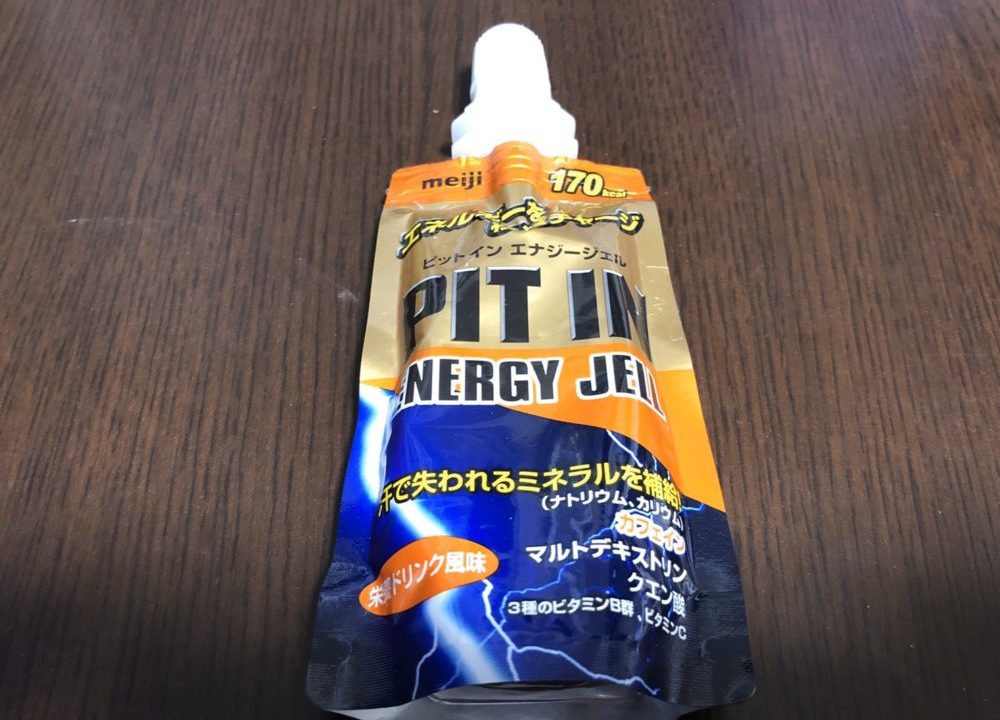 meiji
170kcal
エネルギーをチャージ
ピットイン エナジージェル
PIT IN
ENERGY JELL
汗で失われるミネラルを補給!
(ナトリウム、カリウム)
カフェイン
マルトデキストリン
クエン酸
3種のビタミンB群、ビタミンC
栄養ドリンク風味